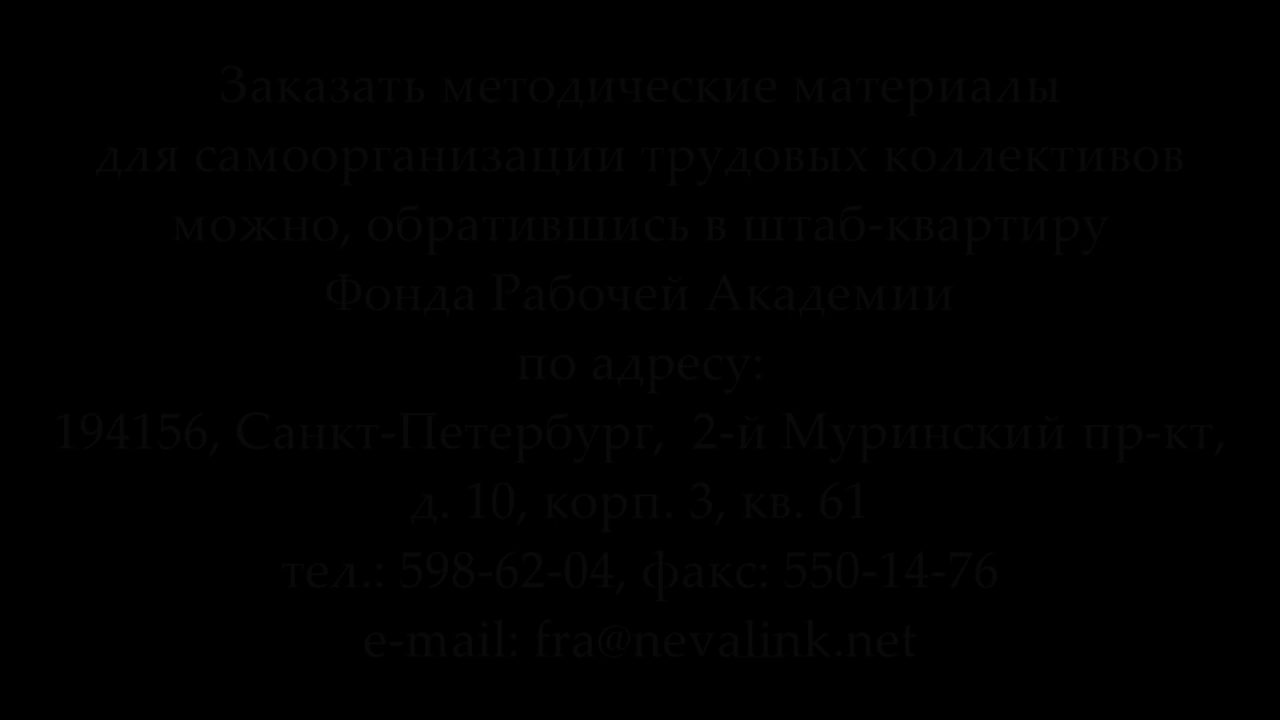 Заказать методические материалы
для самоорганизации трудовых коллективов
можно, обратившись в штаб-квартиру
Фонда Рабочей Академии
по адресу:
194156, Санкт-Петербург, 2-й Муринский пр-кт,
д. 10, корп. 3, кв. 61
тел.: 598-62-04, факс: 550-14-76
e-mail: fra@nevalink.net